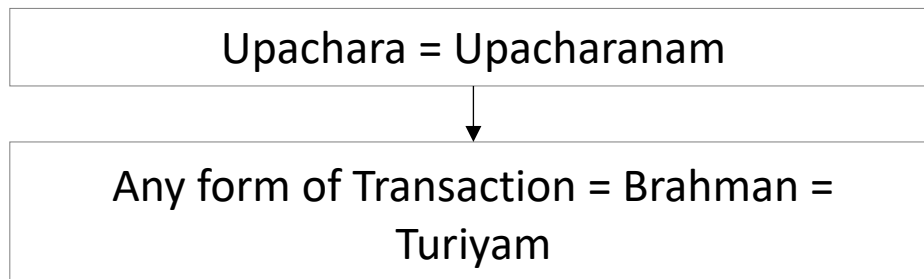 Upachara = Upacharanam
Any form of Transaction = Brahman =
Turiyam